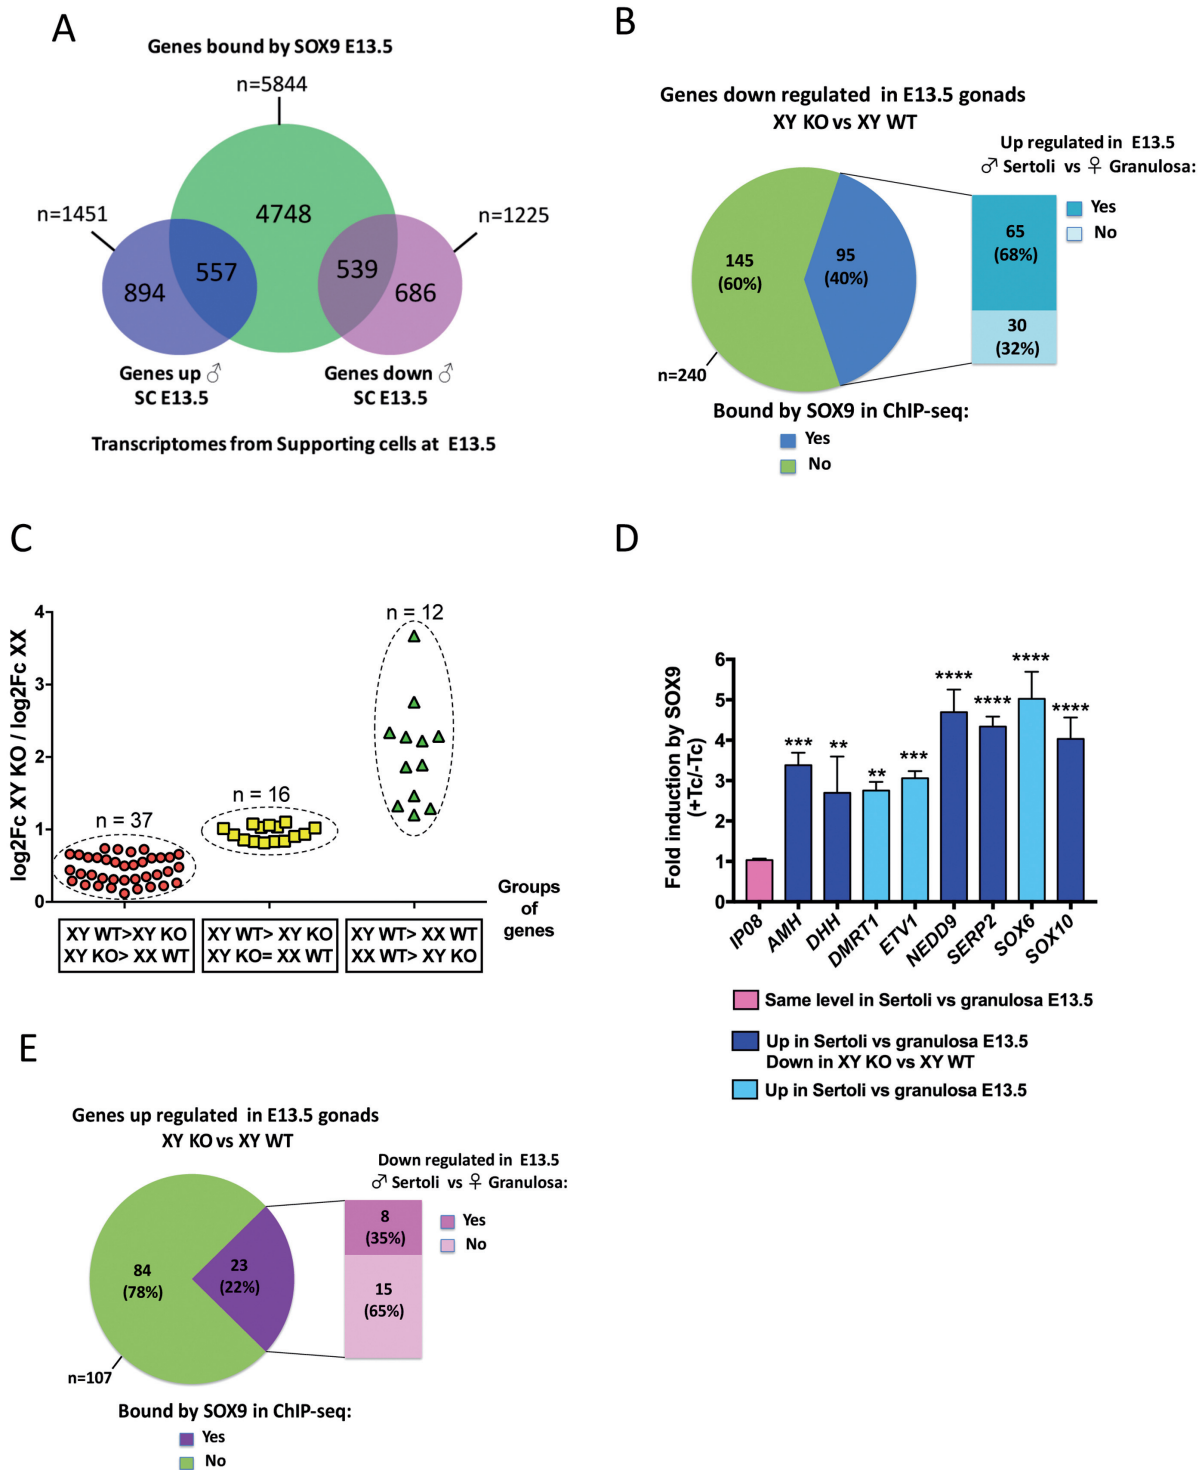 A
Genes bound by SOX9 E13.5
n=5844
n=1451
n=1225
4748
557
539
894
686
Genes up ♂
SC E13.5
Genes down ♂
SC E13.5
Transcriptomes from Supporting cells at E13.5
B
Genes down regulated in E13.5 gonads
XY KO vs XY WT
Up regulated in E13.5
♂ Sertoli vs ♀ Granulosa:
Yes
No
145
(60%)
95
(40%)
65
(68%)
30
(32%)
n=240
Bound by SOX9 in ChIP-seq:
Yes
No
C
log2Fc XY KO / log2Fc XX
4
3
2
1
0
n = 37
n = 16
n = 12
XY WT>XY KO
XY KO> XX WT
XY WT> XY KO
XY KO= XX WT
XY WT> XX WT
XX WT> XY KO
Groups
of
genes
D
Fold induction by SOX9
(+Tc/-Tc)
6
5
4
3
2
1
0
***
**
**
***
****
****
****
****
IP08
AMH
DHH
DMRT1
ETV1
NEDD9
SERP2
SOX6
SOX10
Same level in Sertoli vs granulosa E13.5
Up in Sertoli vs granulosa E13.5
Down in XY KO vs XY WT
Up in Sertoli vs granulosa E13.5
E
Genes up regulated in E13.5 gonads
XY KO vs XY WT
Down regulated in E13.5
♂ Sertoli vs ♀ Granulosa:
Yes
No
84
(78%)
23
(22%)
8
(35%)
15
(65%)
n=107
Bound by SOX9 in ChIP-seq:
Yes
No